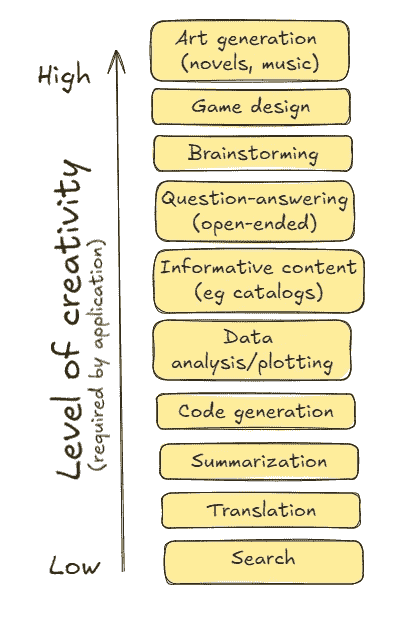 Art generation
(novels, music)
High
Game design
Brainstorming
Question-answering
(open-ended)
Informative content
(eg catalogs)
Level of creativity
(required by application)
Data
analysis/plotting
Code generation
Summarization
Translation
Search
Low